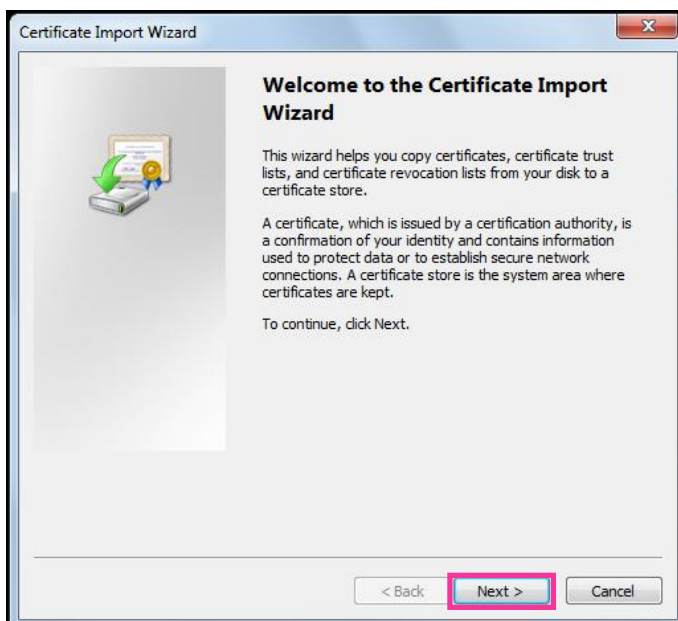 Certificate Import Wizard
Welcome to the Certificate Import
Wizard
This wizard helps you copy certificates, certificate trust
lists, and certificate revocation lists from your disk to a
certificate store.
A certificate, which is issued by a certification authority, is
a confirmation of your identity and contains information
used to protect data or to establish secure network
connections. A certificate store is the system area where
certificates are kept.
To continue, click Next.
< Back Next > Cancel